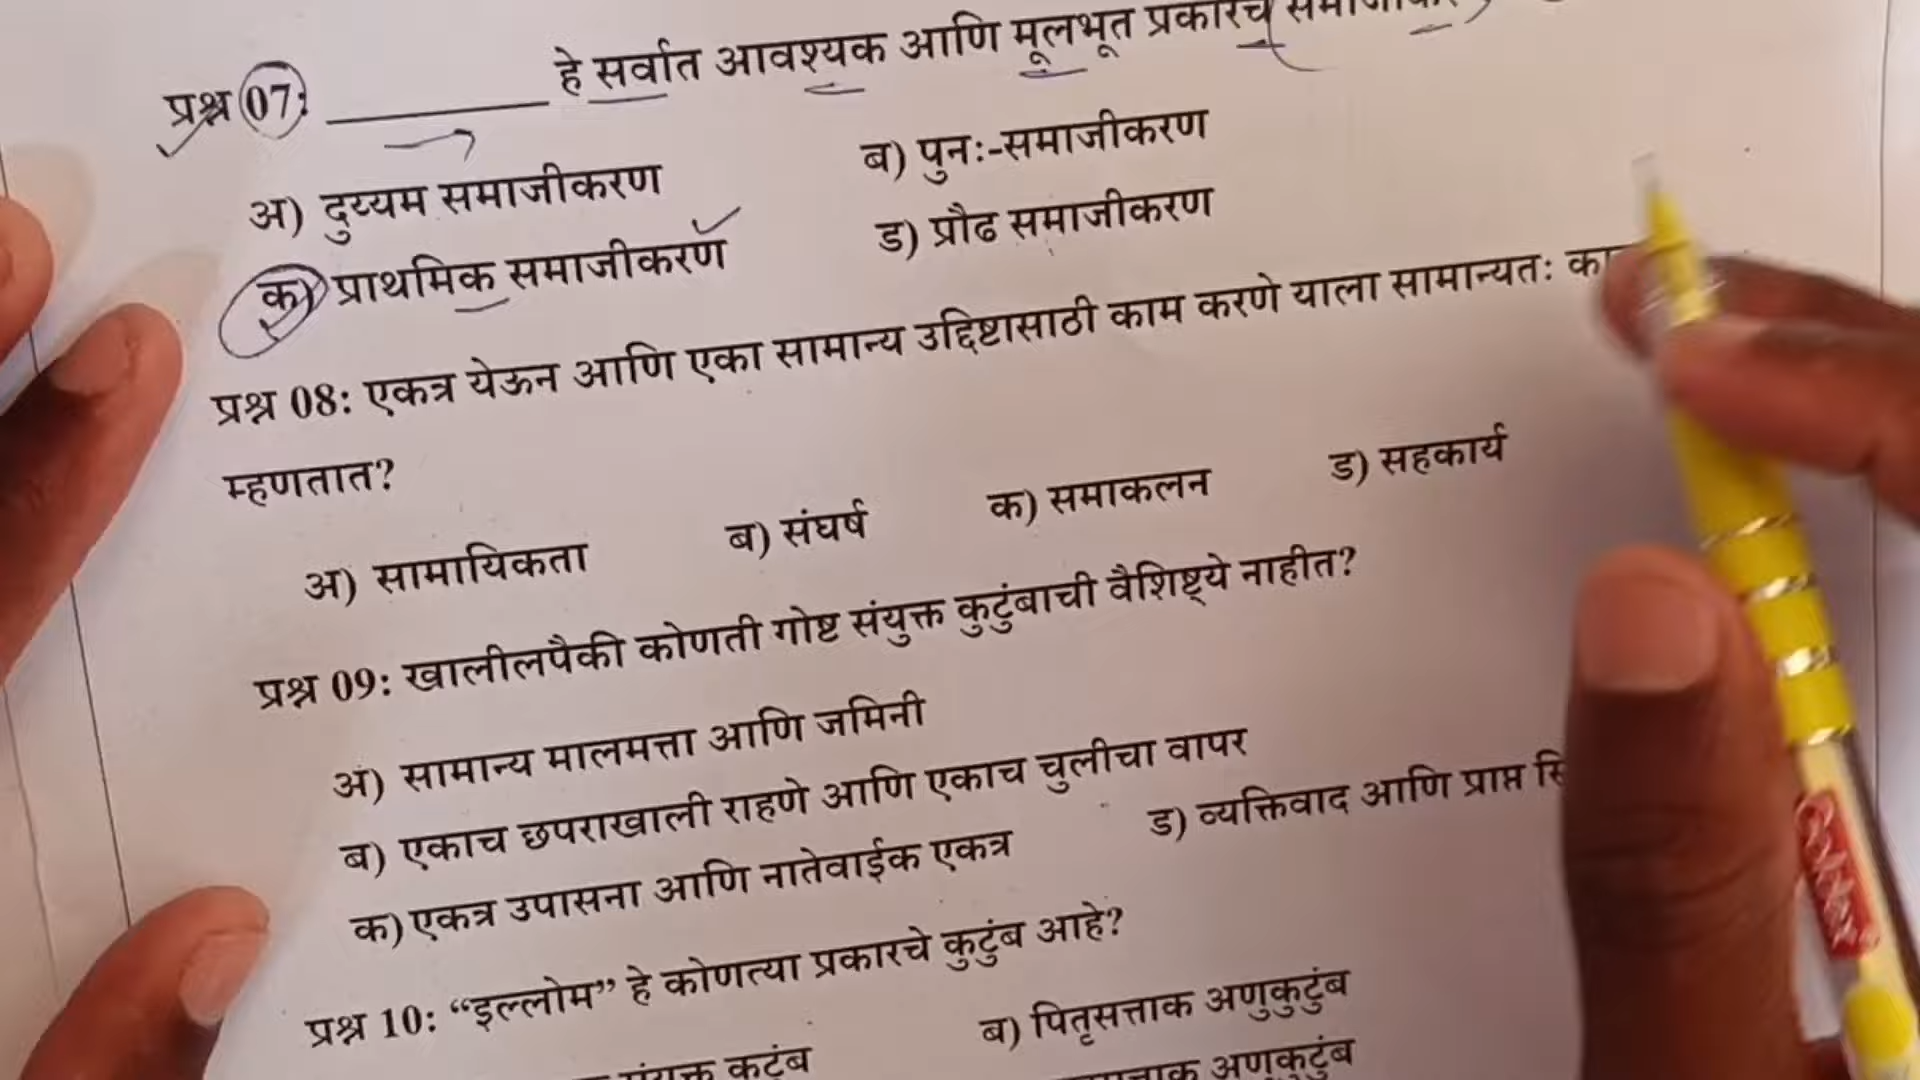 प्रश्न 07: __________ हे सर्वात आवश्यक आणि मूलभूत प्रकारचे
अ) दुय्यम समाजीकरण ब) पुनः-समाजीकरण
क) प्राथमिक समाजीकरण ड) प्रौढ समाजीकरण
प्रश्न 08: एकत्र येऊन आणि एका सामान्य उद्दिष्टासाठी काम करणे याला सामान्यतः
म्हणतात?
अ) सामायिकता ब) संघर्ष क) समाकलन ड) सहकार्य
प्रश्न 09: खालीलपैकी कोणती गोष्ट संयुक्त कुटुंबाची वैशिष्ट्ये नाहीत?
अ) सामान्य मालमत्ता आणि जमिनी
ब) एकाच छपराखाली राहणे आणि एकाच चुलीचा वापर
क) एकत्र उपासना आणि नातेवाईक एकत्र ड) व्यक्तिवाद आणि प्राप्त
प्रश्न 10: “इल्लोम” हे कोणत्या प्रकारचे कुटुंब आहे?
ब) पितृसत्ताक अणुकुटुंब